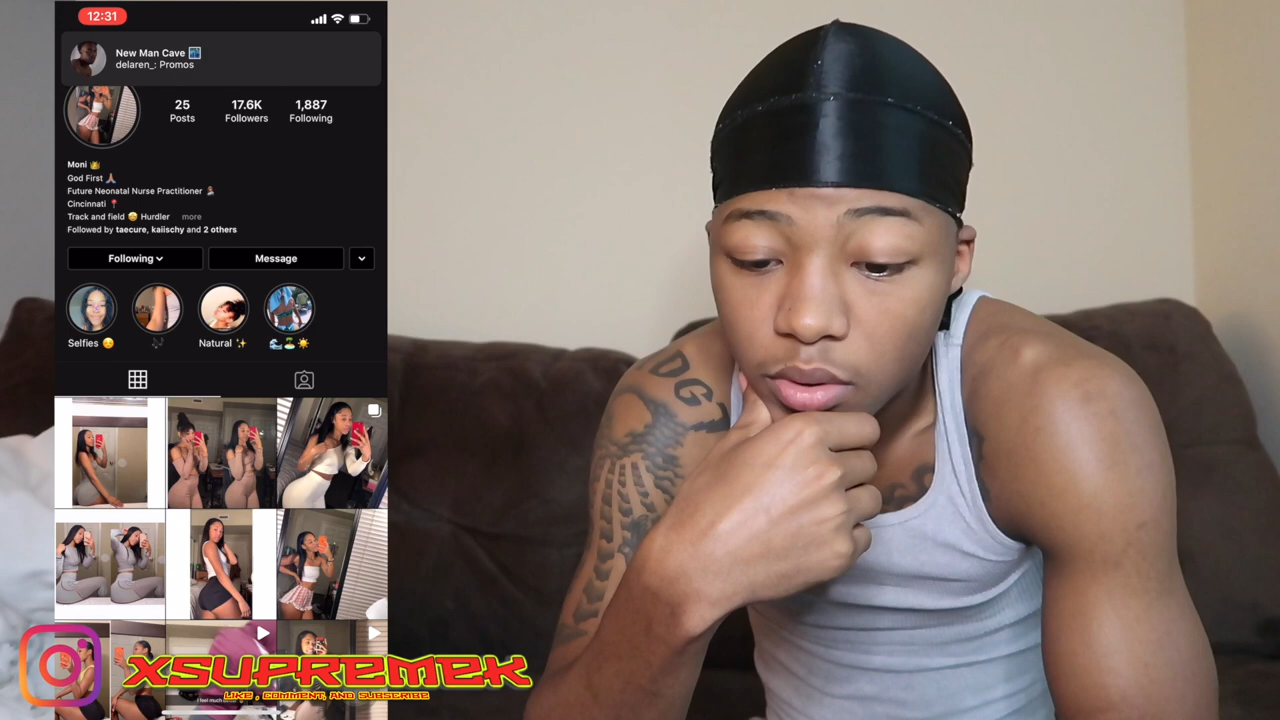 12:31
New Man Cave 🌃
delaren_: Promos
25
17.6K
1,887
Posts
Followers
Following
Moni 👑
God First 🙏🏽
Future Neonatal Nurse Practitioner 🤱🏽
Cincinnati 📍
Track and field 🤩 Hurdler more
Followed by taecure, kaiischy and 2 others
Following
Message
Selfies 😊
🎶
Natural ✨
🌊🏝☀️
XSUPREMEK
LIKE , COMMENT, AND SUBSCRIBE